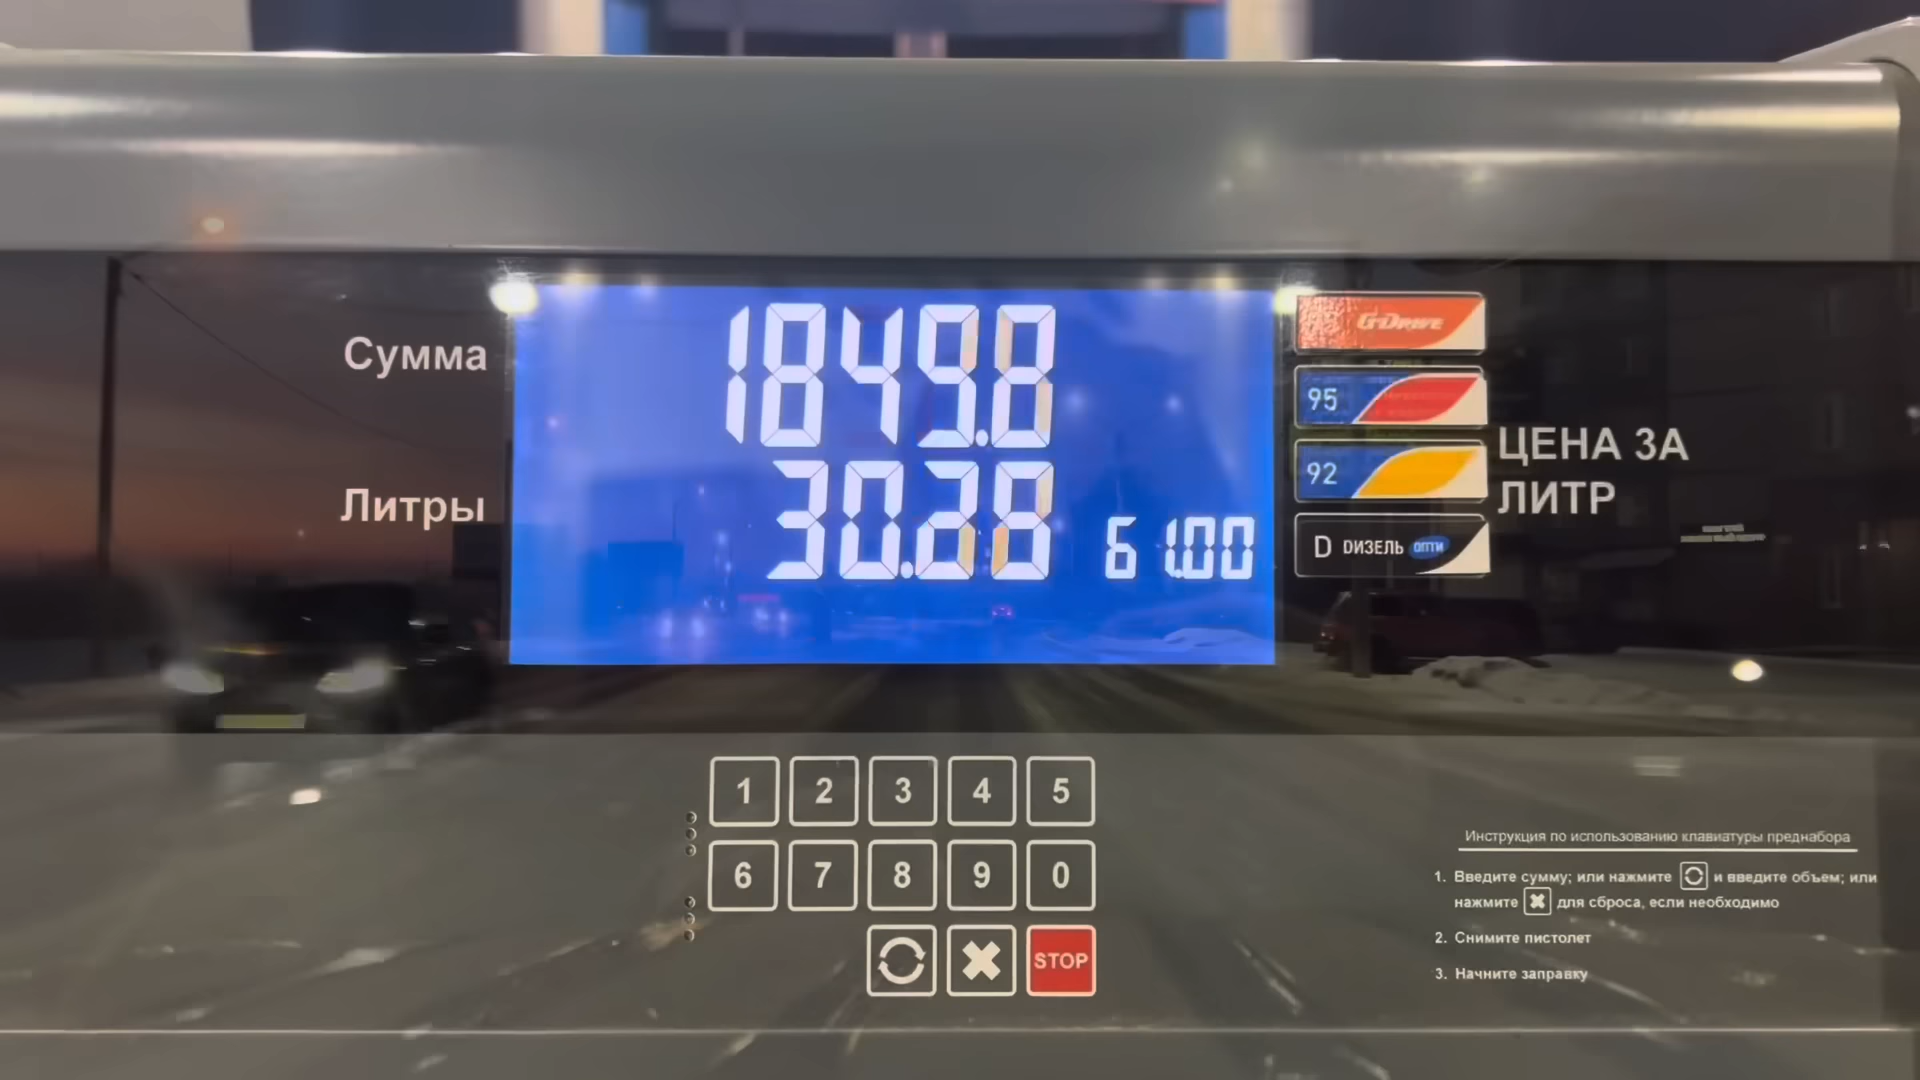 Сумма 1849.8
Литры 30.28
61.00
G-Drive
95
92
D DИЗЕЛЬ ОПТИ
ЦЕНА ЗА
ЛИТР
1 2 3 4 5
6 7 8 9 0
STOP
Инструкция по использованию клавиатуры преднабора
1. Введите сумму; или нажмите и введите объем; или
нажмите для сброса, если необходимо
2. Снимите пистолет
3. Начните заправку